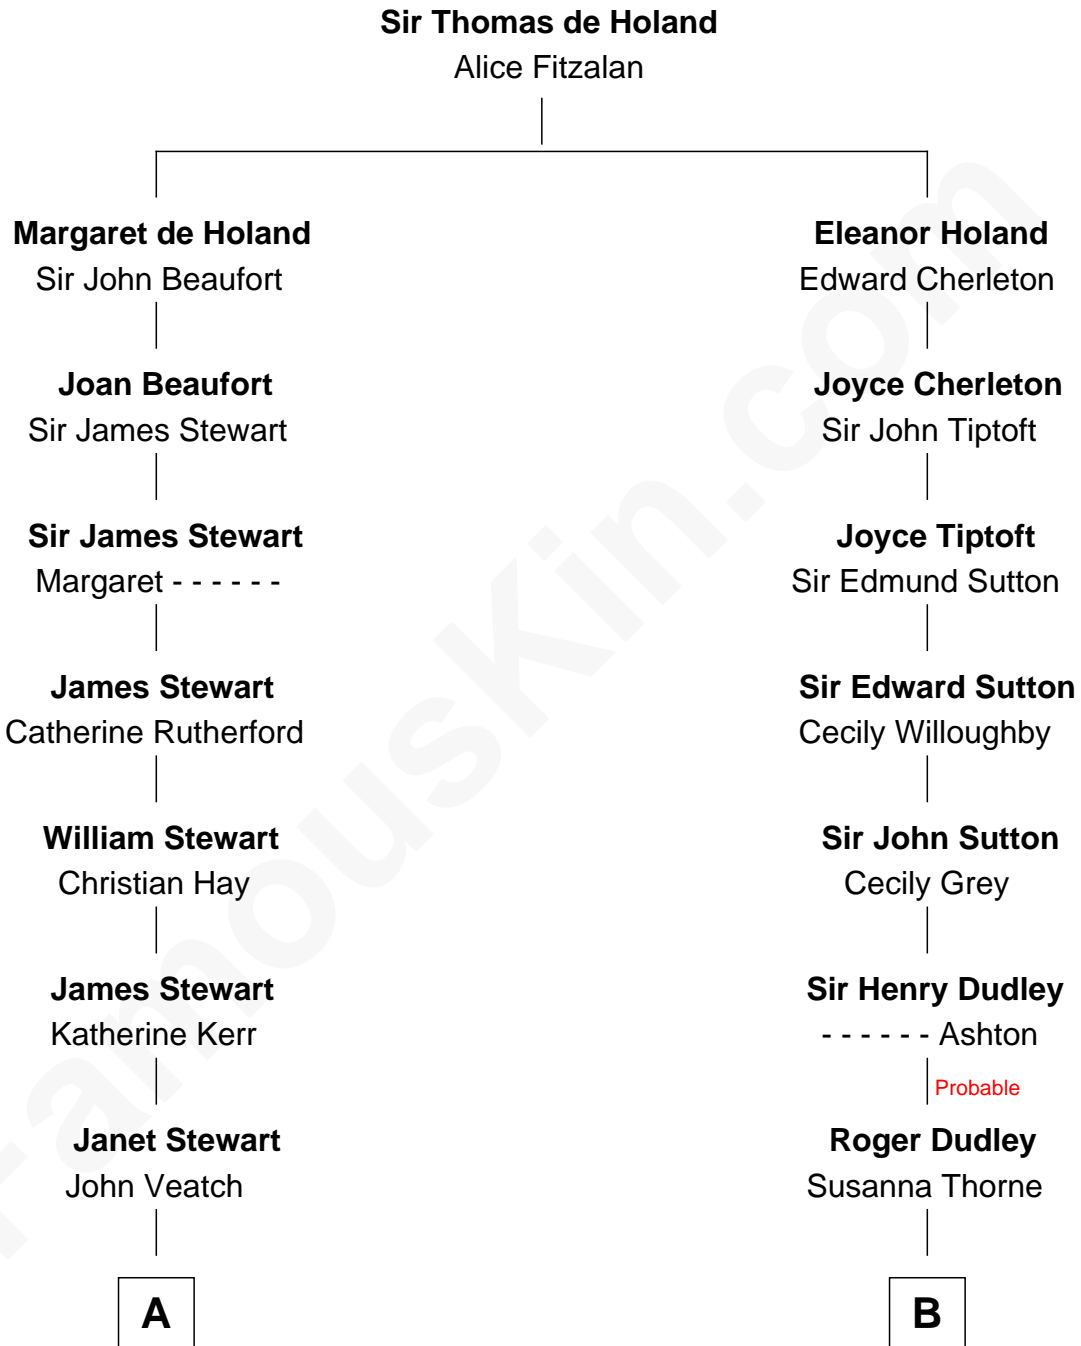 Sir Thomas de Holand
Alice Fitzalan
Margaret de Holand
Sir John Beaufort
Joan Beaufort
Sir James Stewart
Sir James Stewart
Margaret - - - - - -
James Stewart
Catherine Rutherford
William Stewart
Christian Hay
James Stewart
Katherine Kerr
Janet Stewart
John Veatch
A
Eleanor Holand
Edward Cherleton
Joyce Cherleton
Sir John Tiptoft
Joyce Tiptoft
Sir Edmund Sutton
Sir Edward Sutton
Cecily Willoughby
Sir John Sutton
Cecily Grey
Sir Henry Dudley
- - - - - - Ashton
Probable
Roger Dudley
Susanna Thorne
B
FamousKin.com